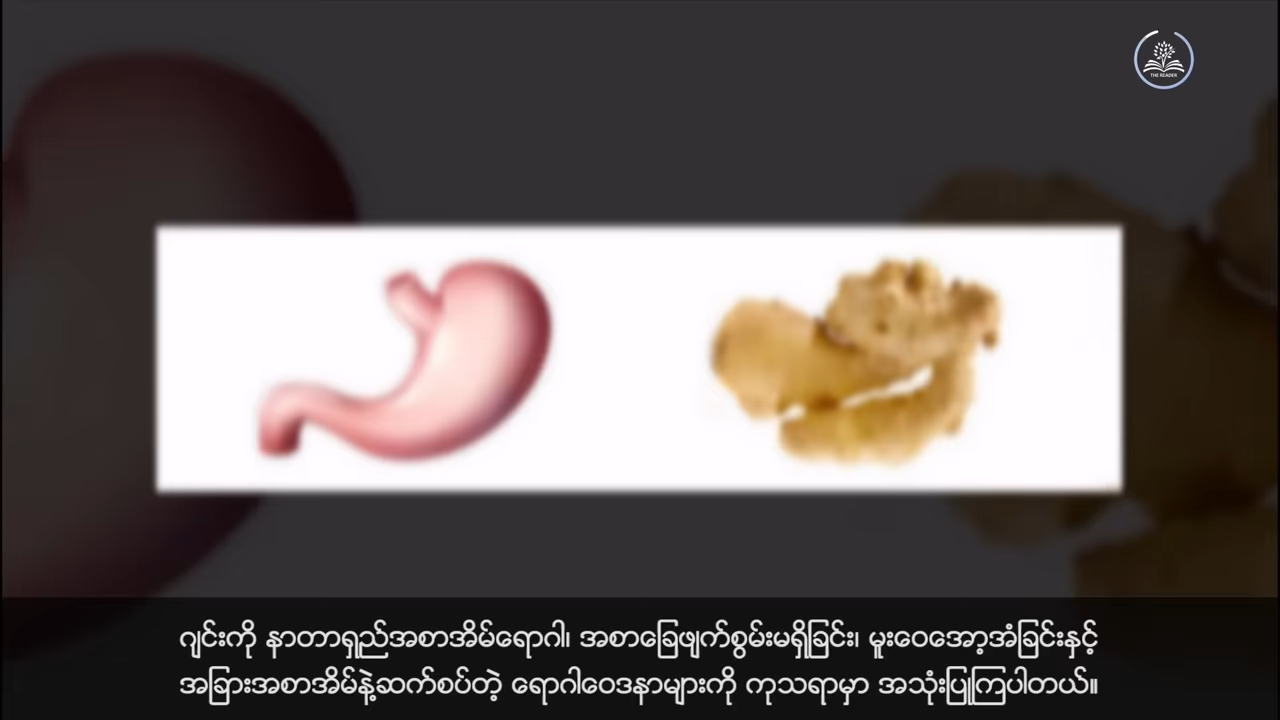 THE READER
ဂျင်းကို နာတာရှည်အစာအိမ်ရောဂါ၊ အစာခြေဖျက်စွမ်းမရှိခြင်း၊ မူးဝေအော့အံခြင်းနှင့်
အခြားအစာအိမ်နဲ့ဆက်စပ်တဲ့ ရောဂါဝေဒနာများကို ကုသရာမှာ အသုံးပြုကြပါတယ်။